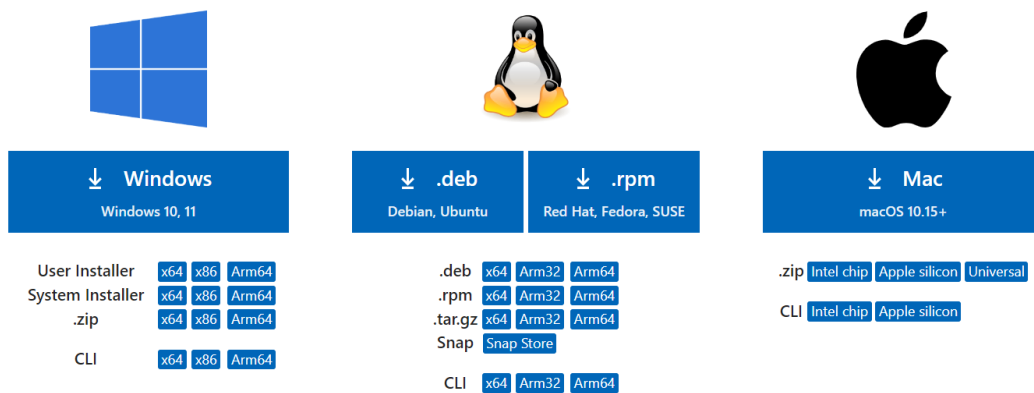 Windows
Windows 10, 11
User Installer x64 x86 Arm64
System Installer x64 x86 Arm64
.zip x64 x86 Arm64
CLI x64 x86 Arm64
.deb
Debian, Ubuntu
.rpm
Red Hat, Fedora, SUSE
.deb x64 Arm32 Arm64
.rpm x64 Arm32 Arm64
.tar.gz x64 Arm32 Arm64
Snap Snap Store
CLI x64 Arm32 Arm64
Mac
macOS 10.15+
.zip Intel chip Apple silicon Universal
CLI Intel chip Apple silicon